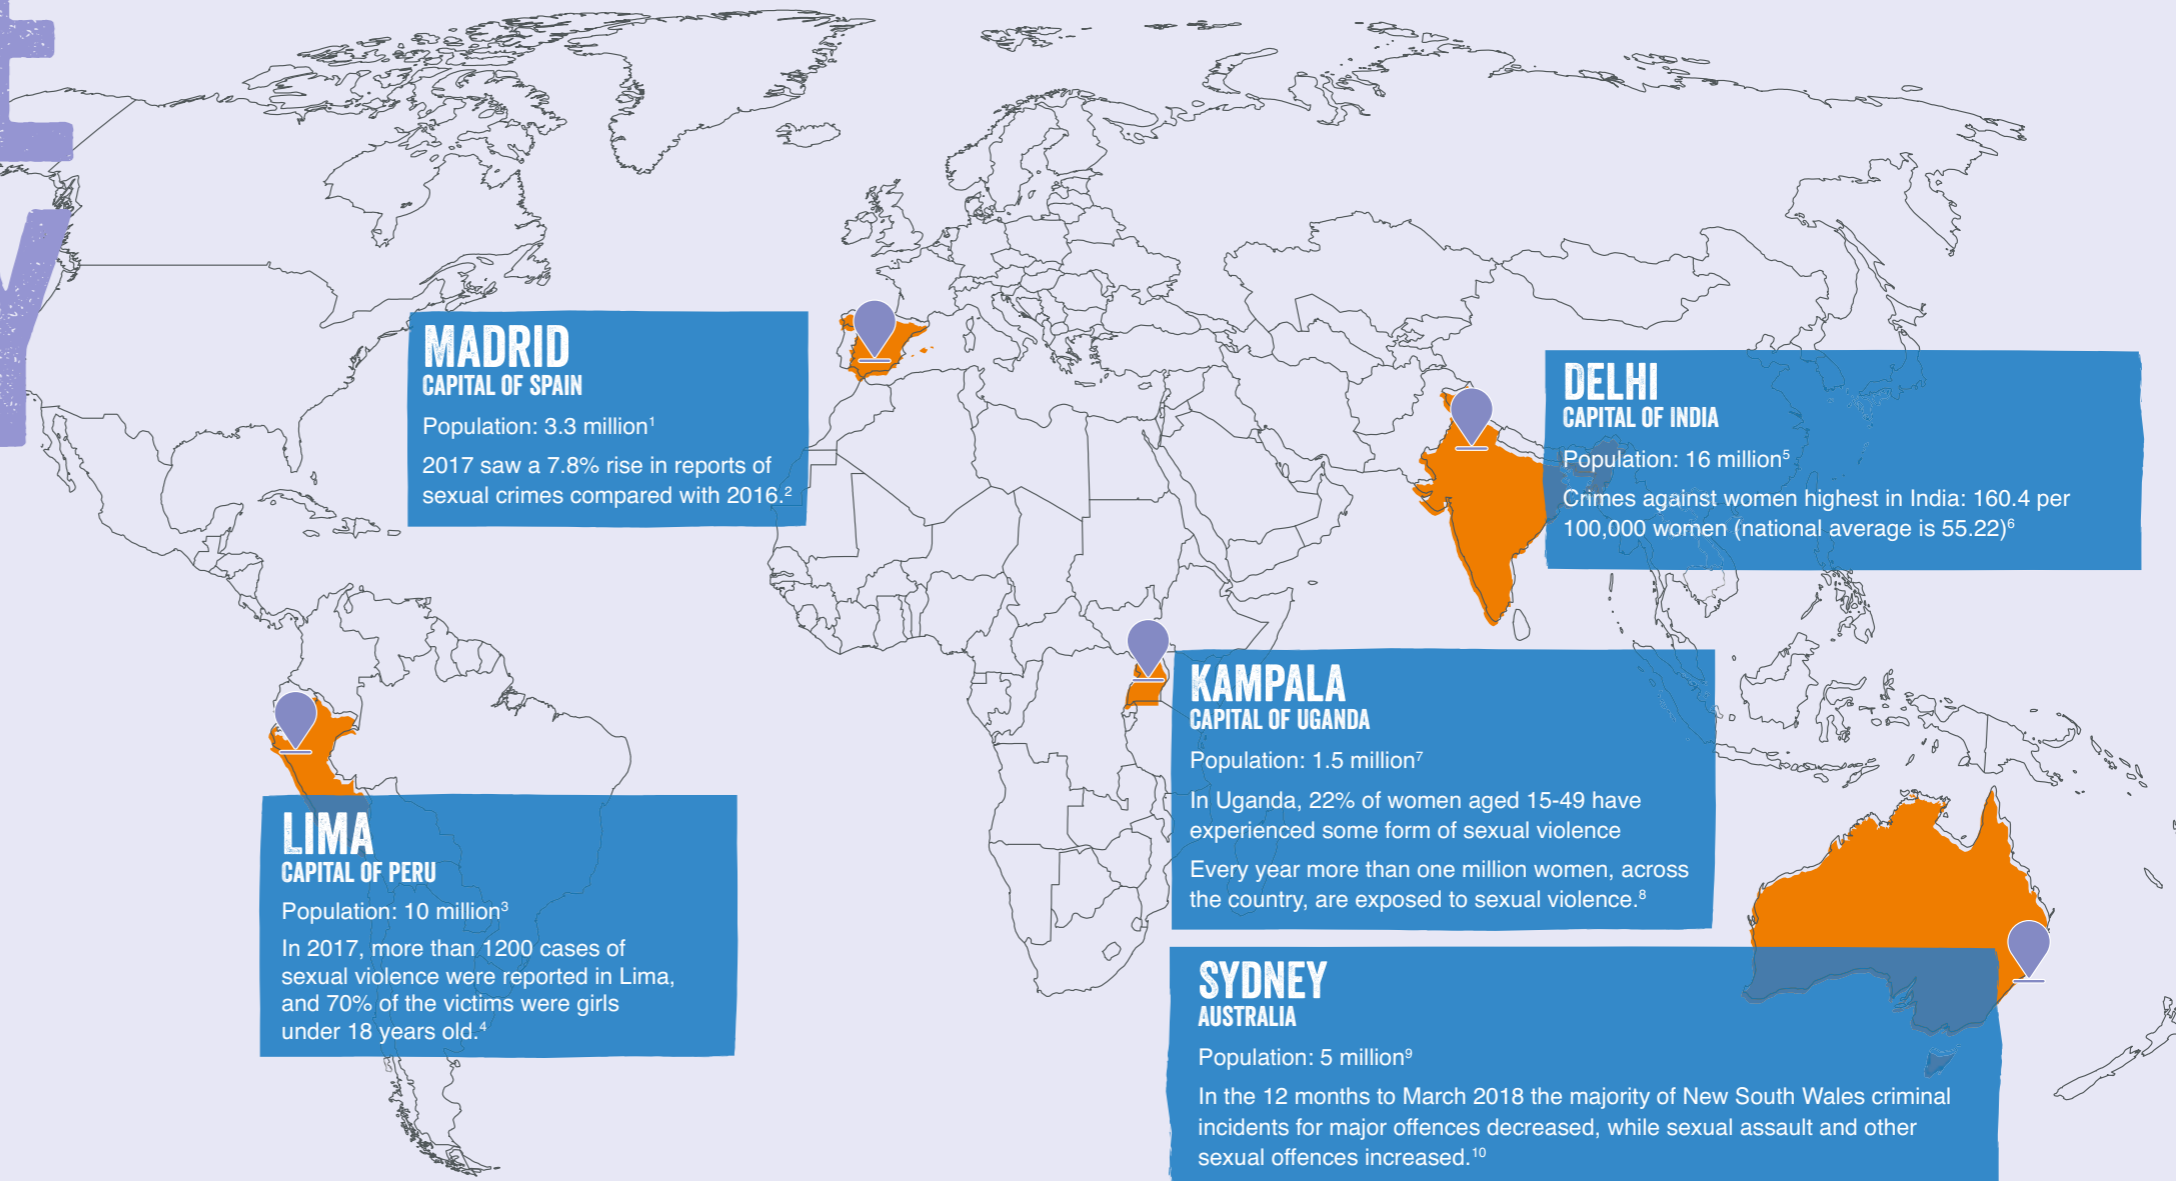 MADRID
CAPITAL OF SPAIN
Population: 3.3 million¹
2017 saw a 7.8% rise in reports of
sexual crimes compared with 2016.²
DELHI
CAPITAL OF INDIA
Population: 16 million⁵
Crimes against women highest in India: 160.4 per
100,000 women (national average is 55.22)⁶
KAMPALA
CAPITAL OF UGANDA
Population: 1.5 million⁷
In Uganda, 22% of women aged 15-49 have
experienced some form of sexual violence
Every year more than one million women, across
the country, are exposed to sexual violence.⁸
LIMA
CAPITAL OF PERU
Population: 10 million³
In 2017, more than 1200 cases of
sexual violence were reported in Lima,
and 70% of the victims were girls
under 18 years old.⁴
SYDNEY
AUSTRALIA
Population: 5 million⁹
In the 12 months to March 2018 the majority of New South Wales criminal
incidents for major offences decreased, while sexual assault and other
sexual offences increased.¹⁰